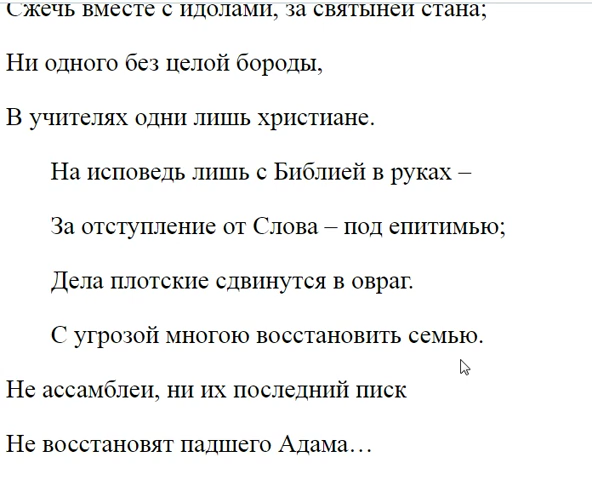 Сжечь вместе с идолами, за святыней стана;
Ни одного без целой бороды,
В учителях одни лишь христиане.
На исповедь лишь с Библией в руках –
За отступление от Слова – под епитимью;
Дела плотские сдвинутся в овраг.
С угрозой многою восстановить семью.
Не ассамблеи, ни их последний писк
Не восстановят падшего Адама…